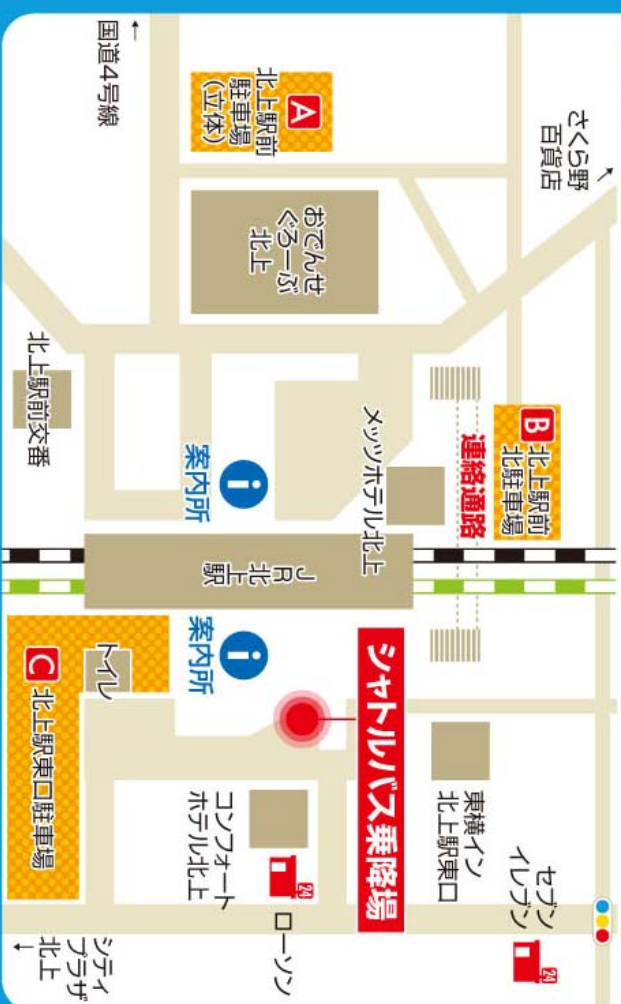 さくら野
百貨店
国道4号線
A
北上駅前
駐車場
(立体)
おでんせ
ぐろーぶ
北上
B
北上駅前
北駐車場
連絡通路
メッツホテル北上
北上駅前交番
i
案内所
JR
北上
駅
i
案内所
シャトルバス乗降場
トイレ
C
北上駅東口駐車場
東横イン
北上駅東口
コンフォート
ホテル北上
24
ローソン
セブン
イレブン
24
シティ
プラザ
北上